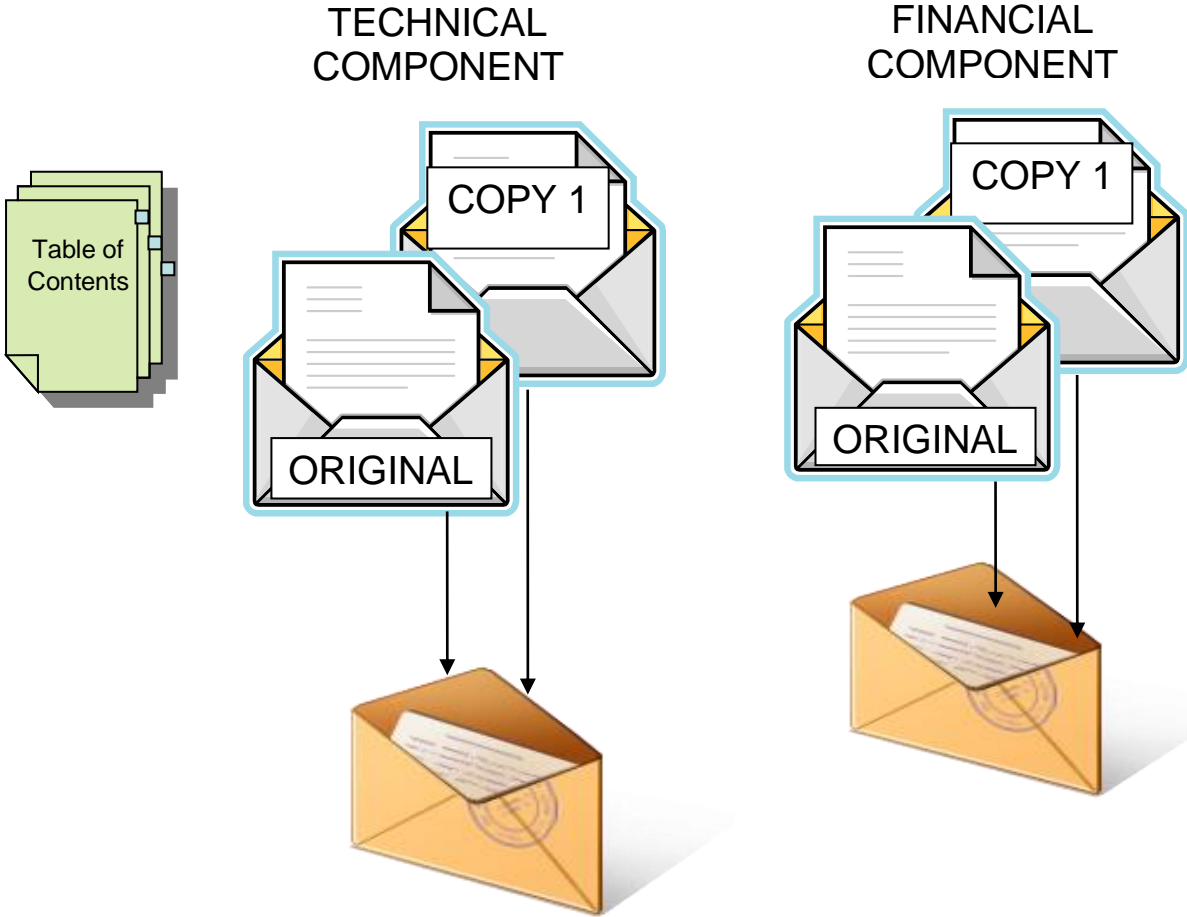 TECHNICAL
COMPONENT
FINANCIAL
COMPONENT
COPY 1
COPY 1
Table of
Contents
ORIGINAL
ORIGINAL